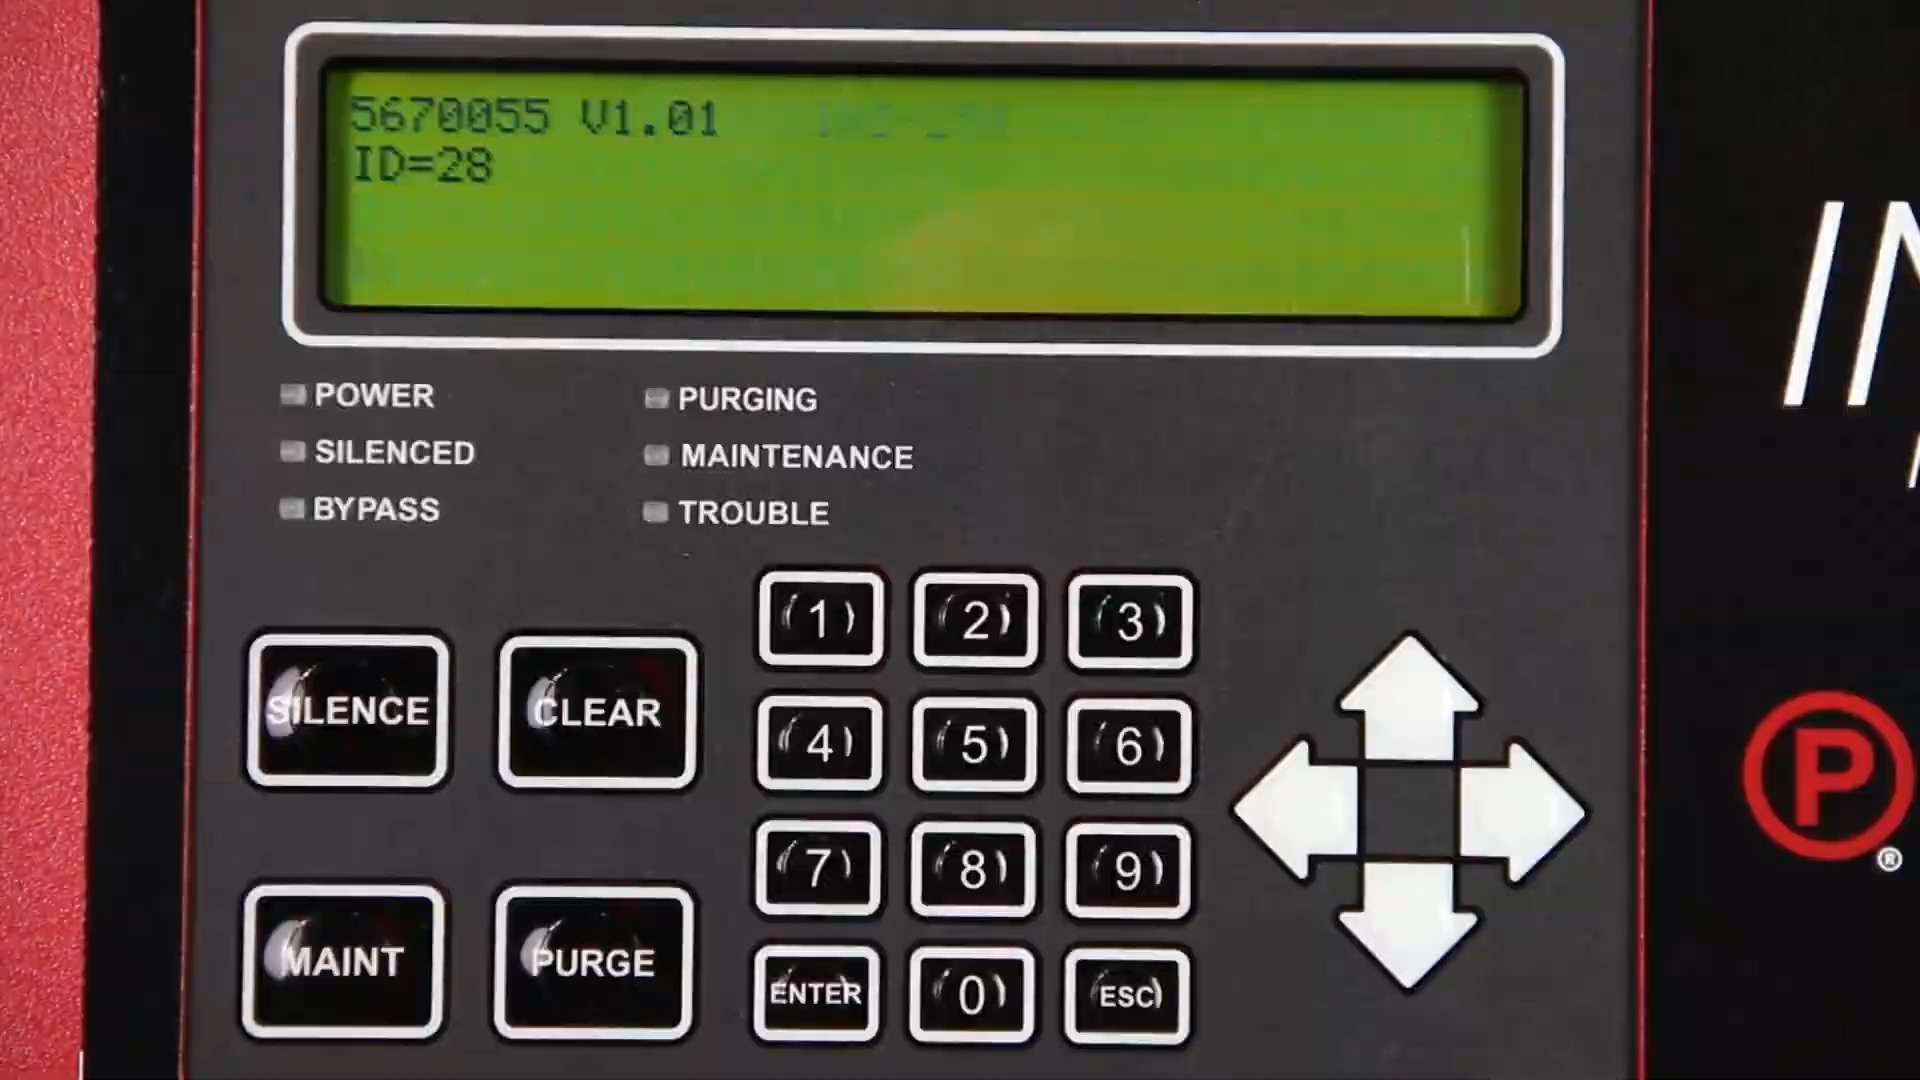 5670055 V1.01
ID=28
POWER
PURGING
SILENCED
MAINTENANCE
BYPASS
TROUBLE
1 2 3
SILENCE CLEAR
4 5 6
7 8 9
MAINT PURGE
ENTER 0 ESC
P
®